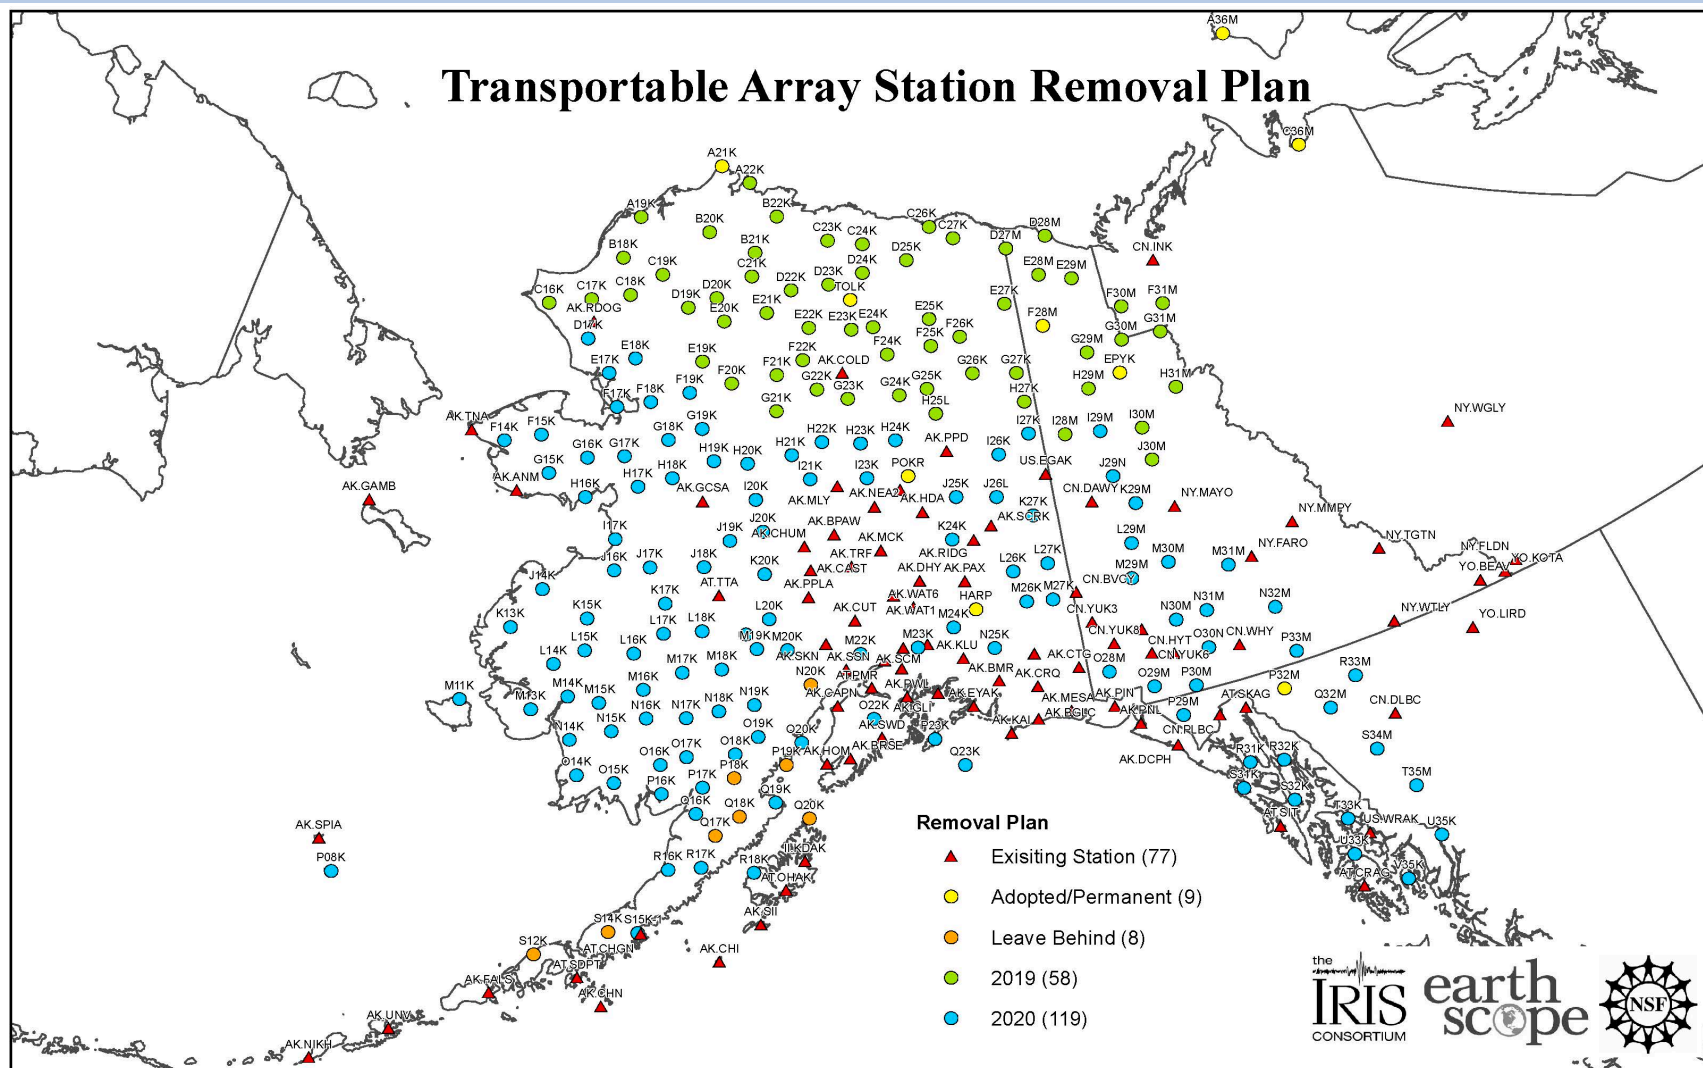 A36M
Transportable Array Station Removal Plan
C36M
A21K
A22K
A19K
B22K
B20K
C26K
C23K
C24K
C27K
D28M
D27M
B18K
B21K
D25K
CN.INK
C19K
C21K
D22K
D23K
D24K
E28M
E29M
C16K
C17K
C18K
D19K
D20K
TOLK
AK.RDOG
E20K
E21K
E22K
E23K
E24K
E25K
E27K
F28M
F30M
F31M
D17K
E18K
F26K
G30M
G31M
E17K
E19K
F20K
F21K
F22K
AK.COLD
F24K
F25K
G26K
G27K
G29M
EPYK
F17K
F18K
F19K
G21K
G22K
G23K
G24K
G25K
H25L
H27K
H29M
H31M
AK.TNA
F14K
F15K
G18K
G19K
H22K
H23K
H24K
I27K
I28M
I29M
I30M
NY.WGLY
G16K
G17K
H19K
H20K
H21K
AK.PPD
I26K
J30M
G15K
H17K
H18K
I21K
I23K
POKR
US.EGAK
J29N
AK.ANM
AK.GAMB
H16K
AK.GCSA
I20K
AK.MLY
AK.NEA2
AK.HDA
J25K
J26L
K27K
CN.DAWY
K29M
NY.MAYO
NY.MMPY
I17K
J19K
J20K
AK.BPAW
AK.CHUM
AK.MCK
K24K
AK.SCRK
L29M
NY.TGTN
J16K
J17K
J18K
K20K
AK.TRF
AK.CAST
AK.RIDG
L26K
L27K
M30M
M31M
NY.FARO
NY.FLDN
YO.KOTA
YO.BEAV
J14K
AT.TTA
AK.PPLA
AK.DHY
AK.PAX
M29M
CN.BVCY
K13K
K15K
K17K
AK.WAT6
AK.WAT1
HARP
M26K
M27K
CN.YUK3
N30M
N31M
N32M
NY.WTLY
YO.LIRD
L17K
L18K
L20K
AK.CUT
M24K
CN.YUK8
L14K
L15K
L16K
M19K
M20K
AK.SKN
AK.SSN
M22K
M23K
AK.SCM
AK.KLU
N25K
AK.CTG
CN.HYT
CN.YUK6
O30N
CN.WHY
P33M
M11K
M13K
M14K
M15K
M16K
M17K
M18K
N20K
AT.PMR
AK.BMR
AK.CRQ
O28M
O29M
P30M
P32M
R33M
N14K
N15K
N16K
N17K
N18K
N19K
AK.CAPN
AK.PWL
AK.GLI
AK.EYAK
AK.MESA
AK.BGLC
AK.PIN
AK.PNL
P29M
AT.SKAG
Q32M
CN.DLBC
O22K
AK.SWD
P23K
AK.KAI
CN.PLBC
O14K
O15K
O16K
O17K
O18K
O19K
Q20K
P19K
AK.HOM
AK.BRSE
Q23K
AK.DCPH
R31K
R32K
S34M
P16K
P17K
P18K
Q19K
S31K
S32K
T35M
Q16K
Q17K
Q18K
Q20K
AT.SIT
T33K
US.WRAK
U35K
AK.SPIA
P08K
R16K
R17K
R18K
II.KDAK
AT.OHAK
U33K
AT.CRAG
V35K
S12K
S14K
S15K-1
AT.CHGN
AK.SII
AK.CHI
AK.FALS
AT.SDPT
AK.CHN
AK.UNV
AK.NIKH
Removal Plan
Exisiting Station (77)
Adopted/Permanent (9)
Leave Behind (8)
2019 (58)
2020 (119)
the
IRIS
CONSORTIUM
earth
scope
NSF